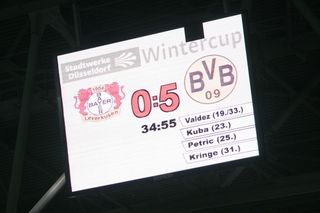 Stadtwerke
Düsseldorf
Wintercup
1904
BAYER
Leverkusen
0:5
BVB
09
34:55
Valdez (19./33.)
Kuba (23.)
Petric (25.)
Kringe (31.)